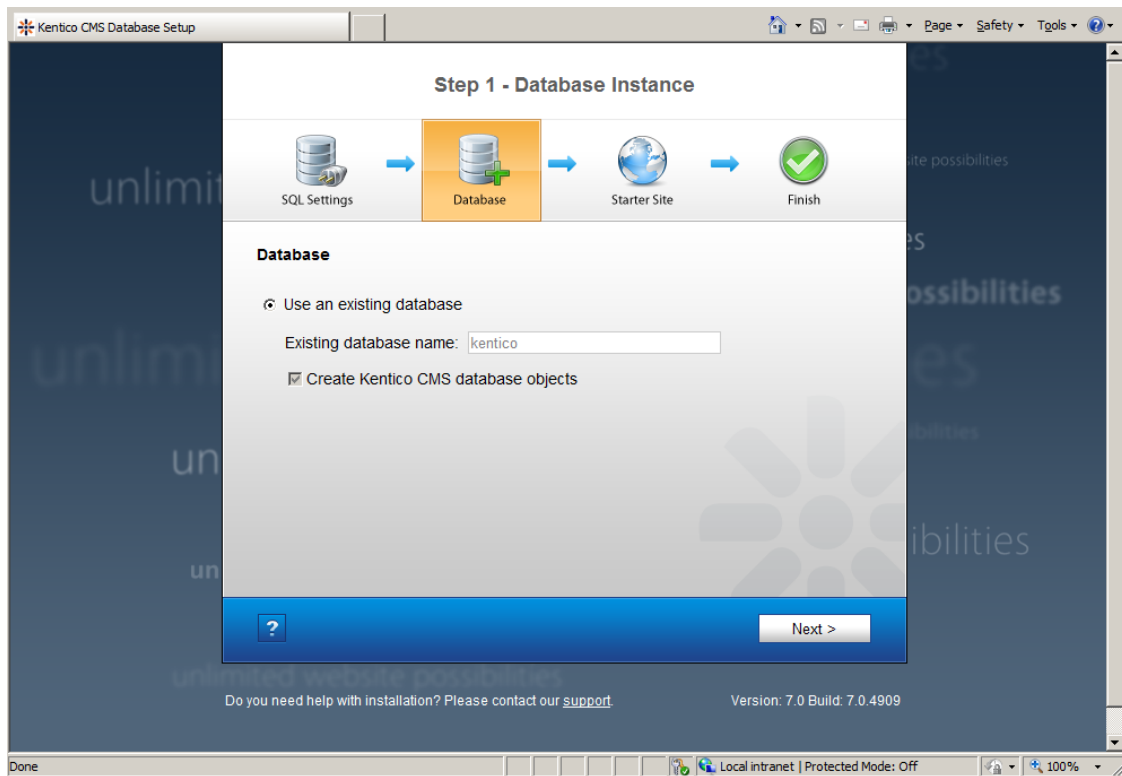 Kentico CMS Database Setup
Page Safety Tools
Step 1 - Database Instance
SQL Settings
Database
Starter Site
Finish
Database
Use an existing database
Existing database name: kentico
Create Kentico CMS database objects
? Next >
Do you need help with installation? Please contact our support. Version: 7.0 Build: 7.0.4909
es
ite possibilities
unlimit
es
ossibilities
unlimi
es
ibilities
un
ibilities
un
unlimited website possibilities
Done Local intranet | Protected Mode: Off 100%